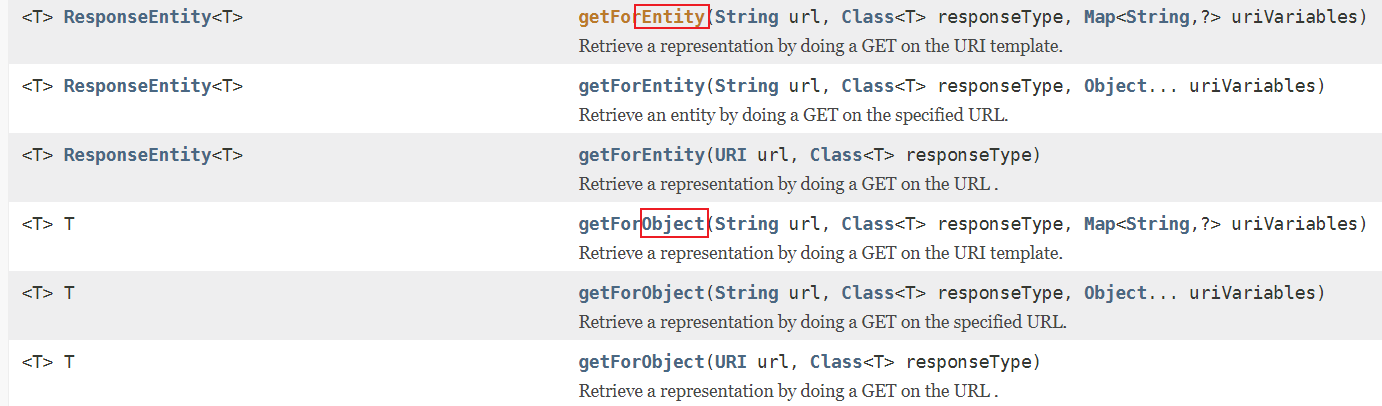 <T> ResponseEntity<T> getForEntity(String url, Class<T> responseType, Map<String,?> uriVariables)
Retrieve a representation by doing a GET on the URI template.
<T> ResponseEntity<T> getForEntity(String url, Class<T> responseType, Object... uriVariables)
Retrieve an entity by doing a GET on the specified URL.
<T> ResponseEntity<T> getForEntity(URI url, Class<T> responseType)
Retrieve a representation by doing a GET on the URL .
<T> T getForObject(String url, Class<T> responseType, Map<String,?> uriVariables)
Retrieve a representation by doing a GET on the URI template.
<T> T getForObject(String url, Class<T> responseType, Object... uriVariables)
Retrieve a representation by doing a GET on the specified URL.
<T> T getForObject(URI url, Class<T> responseType)
Retrieve a representation by doing a GET on the URL .